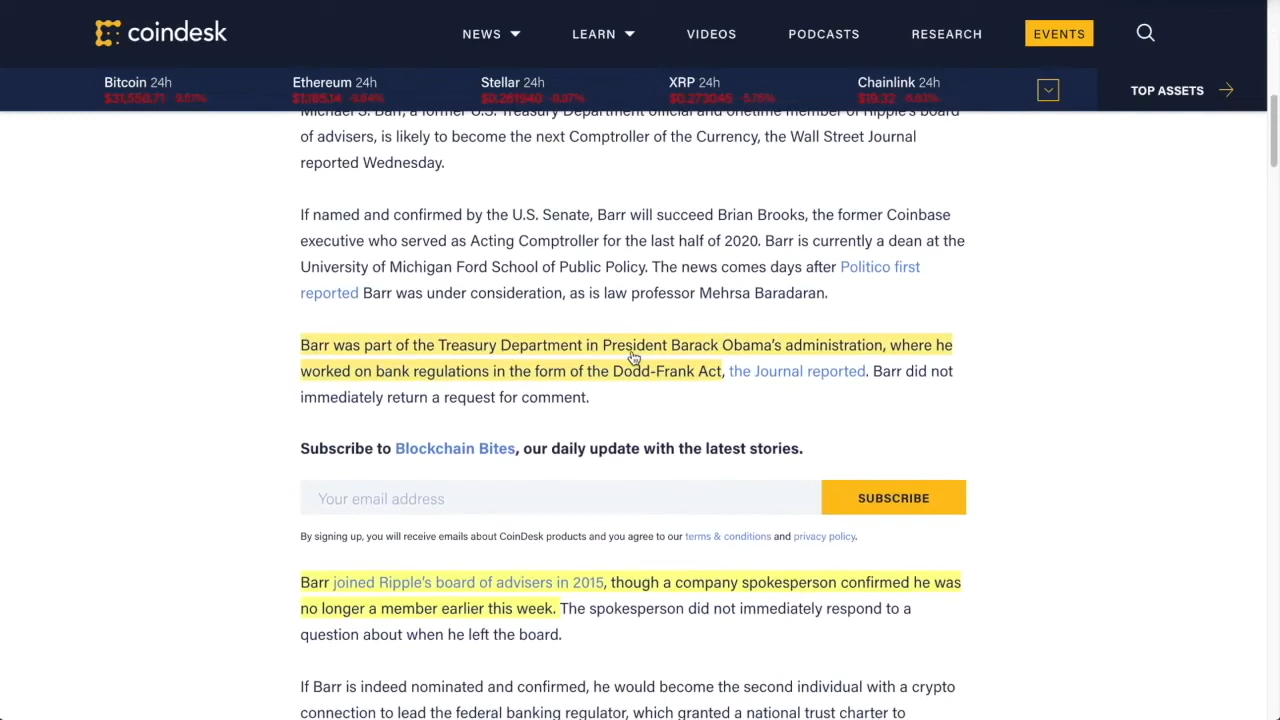 coindesk
NEWS
LEARN
VIDEOS
PODCASTS
RESEARCH
EVENTS
Bitcoin 24h
Ethereum 24h
Stellar 24h
XRP 24h
Chainlink 24h
TOP ASSETS
Michael S. Barr, a former U.S. Treasury Department official and onetime member of Ripple's board
of advisers, is likely to become the next Comptroller of the Currency, the Wall Street Journal
reported Wednesday.
If named and confirmed by the U.S. Senate, Barr will succeed Brian Brooks, the former Coinbase
executive who served as Acting Comptroller for the last half of 2020. Barr is currently a dean at the
University of Michigan Ford School of Public Policy. The news comes days after Politico first
reported Barr was under consideration, as is law professor Mehrsa Baradaran.
Barr was part of the Treasury Department in President Barack Obama's administration, where he
worked on bank regulations in the form of the Dodd-Frank Act, the Journal reported. Barr did not
immediately return a request for comment.
Subscribe to Blockchain Bites, our daily update with the latest stories.
Your email address
SUBSCRIBE
By signing up, you will receive emails about CoinDesk products and you agree to our terms & conditions and privacy policy.
Barr joined Ripple's board of advisers in 2015, though a company spokesperson confirmed he was
no longer a member earlier this week. The spokesperson did not immediately respond to a
question about when he left the board.
If Barr is indeed nominated and confirmed, he would become the second individual with a crypto
connection to lead the federal banking regulator, which granted a national trust charter to